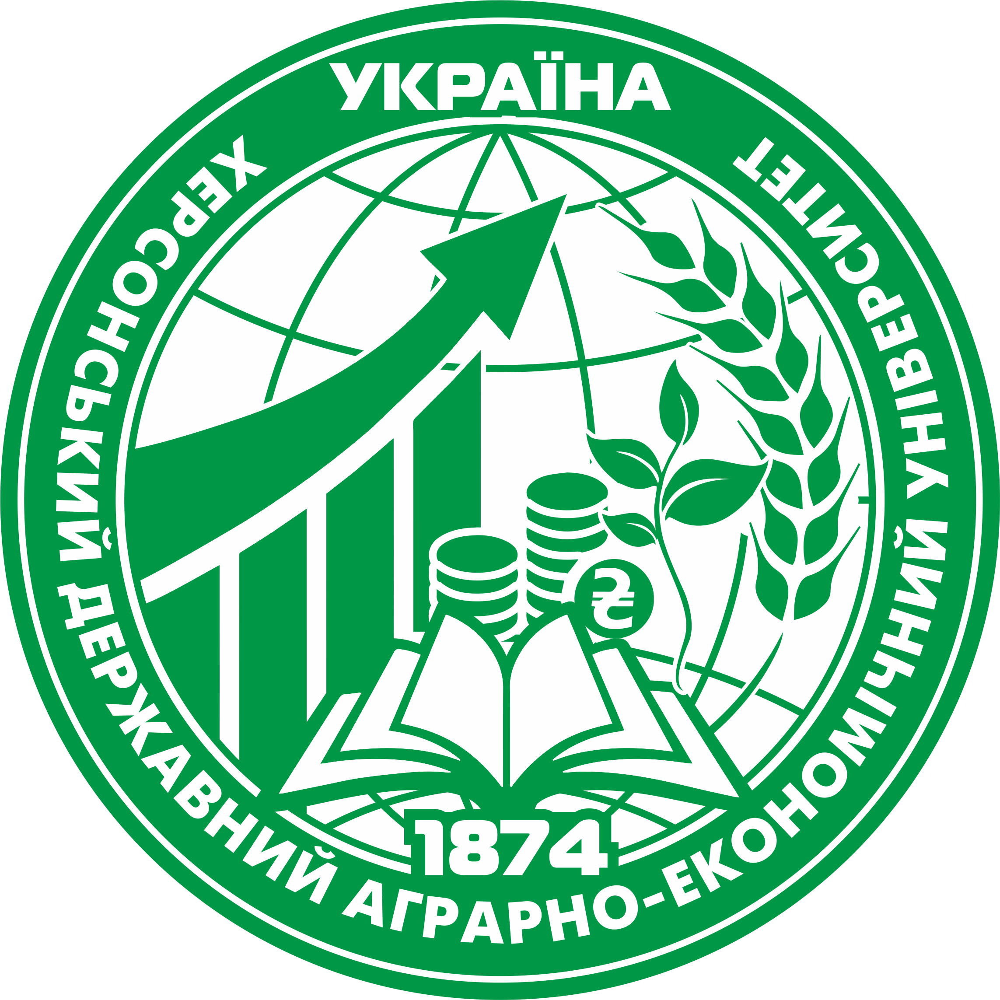 УКРАЇНА
ХЕРСОНСЬКИЙ ДЕРЖАВНИЙ АГРАРНО-ЕКОНОМІЧНИЙ УНІВЕРСИТЕТ
₴
1874